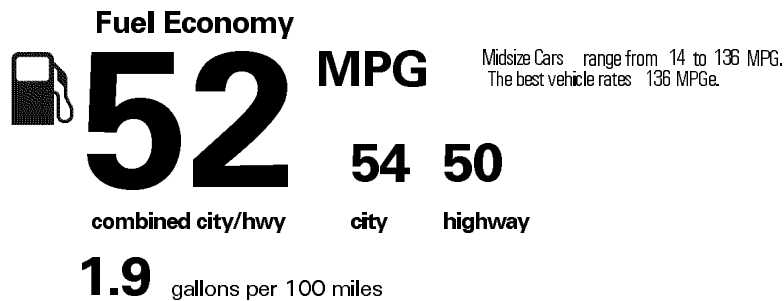 Fuel Economy
52 MPG
Midsize Cars range from 14 to 136 MPG.
The best vehicle rates 136 MPGe.
54 50
combined city/hwy city highway
1.9 gallons per 100 miles